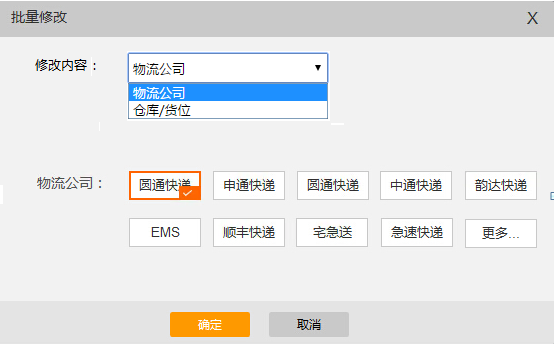 批量修改 X
修改内容： 物流公司
物流公司
仓库/货位
物流公司： 圆通快递 申通快递 圆通快递 中通快递 韵达快递
EMS 顺丰快递 宅急送 急速快递 更多...
确定 取消